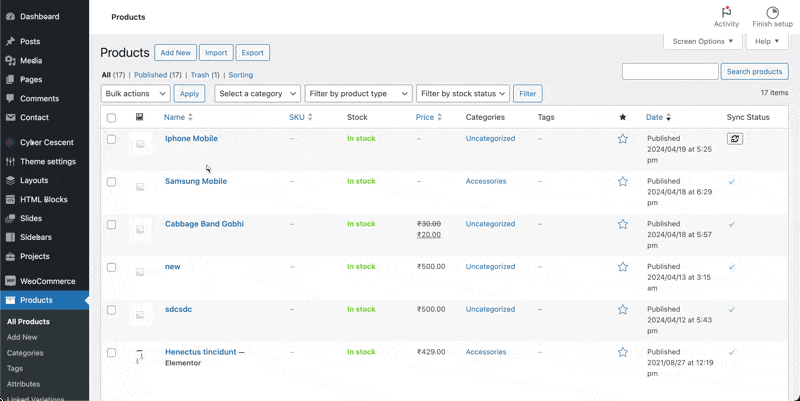 Dashboard
Posts
Media
Pages
Comments
Contact
Cyber Cescent
Theme settings
Layouts
HTML Blocks
Slides
Sidebars
Projects
WooCommerce
Products
All Products
Add New
Categories
Tags
Attributes
Linked Variations
Products
Activity
Finish setup
Screen Options
Help
Products
Add New
Import
Export
All (17) | Published (17) | Trash (1) | Sorting
Search products
Bulk actions
Apply
Select a category
Filter by product type
Filter by stock status
Filter
17 items
Name SKU Stock Price Categories Tags Date Sync Status
Iphone Mobile – In stock – Uncategorized – Published
2024/04/19 at 5:25
pm
Samsung Mobile – In stock – Accessories – Published
2024/04/18 at 6:29
pm
Cabbage Band Gobhi – In stock ₹30.00 Uncategorized – Published
₹20.00 2024/04/18 at 5:57
pm
new – In stock ₹500.00 Uncategorized – Published
2024/04/13 at 3:15
am
sdcsdc – In stock ₹500.00 Uncategorized – Published
2024/04/12 at 5:43
pm
Henectus tincidunt — – In stock ₹429.00 Accessories – Published
Elementor 2021/08/27 at 12:19
pm